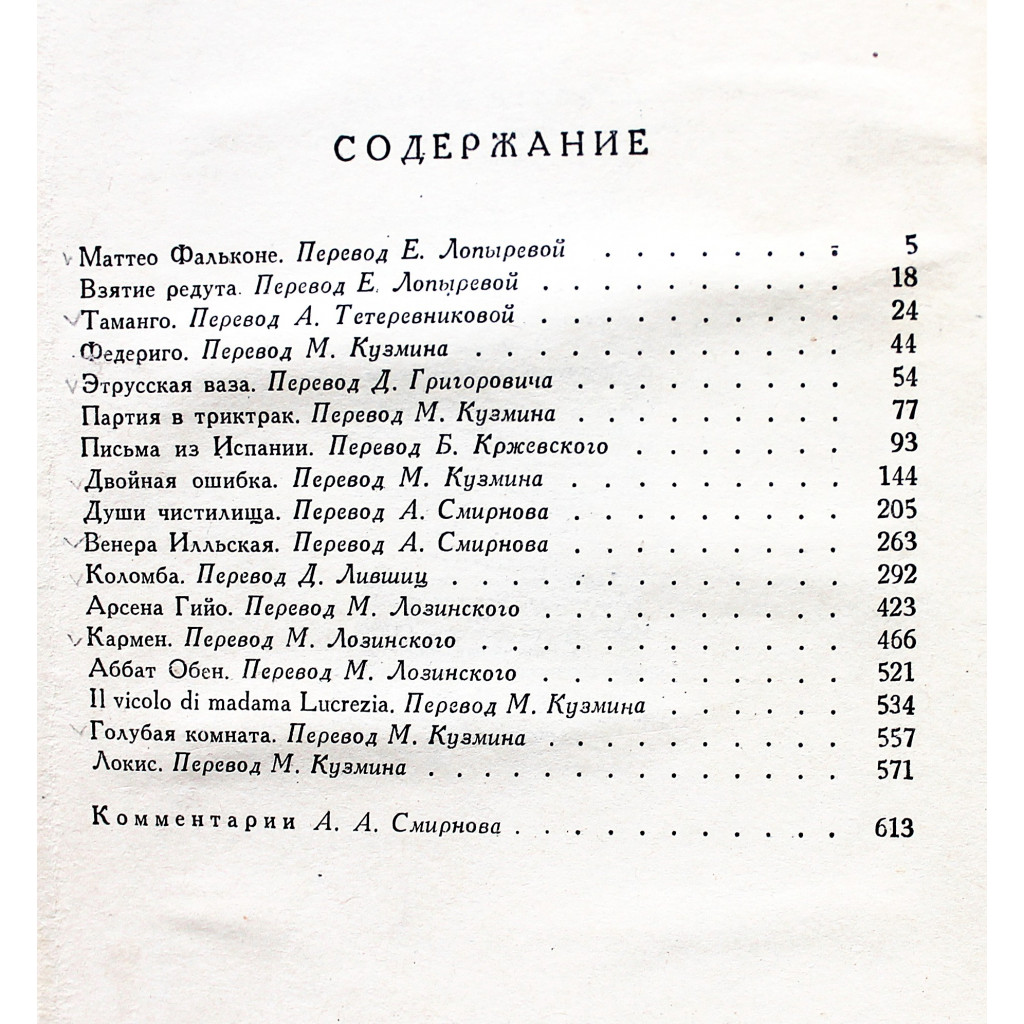 СОДЕРЖАНИЕ
Маттео Фальконе. Перевод Е. Лопыревой . . . . . . . . 5
Взятие редута. Перевод Е. Лопыревой . . . . . . . . . . 18
Таманго. Перевод А. Тетеревниковой . . . . . . . . . . 24
Федериго. Перевод М. Кузмина . . . . . . . . . . . . 44
Этрусская ваза. Перевод Д. Григоровича . . . . . . . . . 54
Партия в триктрак. Перевод М. Кузмина . . . . . . . . . 77
Письма из Испании. Перевод Б. Кржевского . . . . . . . 93
Двойная ошибка. Перевод М. Кузмина . . . . . . . . . 144
Души чистилища. Перевод А. Смирнова . . . . . . . . . 205
Венера Илльская. Перевод А. Смирнова . . . . . . . . . 263
Коломба. Перевод Д. Лившиц . . . . . . . . . . . . . 292
Арсена Гийо. Перевод М. Лозинского . . . . . . . . . . 423
Кармен. Перевод М. Лозинского . . . . . . . . . . . . 466
Аббат Обен. Перевод М. Лозинского . . . . . . . . . . 521
Il vicolo di madama Lucrezia. Перевод М. Кузмина . . . . . . 534
Голубая комната. Перевод М. Кузмина . . . . . . . . . . 557
Локис. Перевод М. Кузмина . . . . . . . . . . . . . . 571
Комментарии А. А. Смирнова . . . . . . . . . . . 613